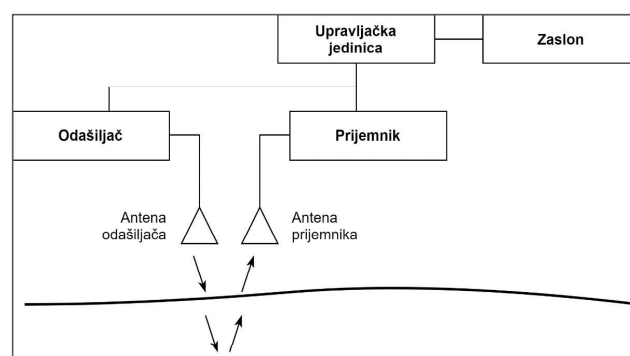 Upravljačka
jedinica
Zaslon
Odašiljač
Prijemnik
Antena
odašiljača
Antena
prijemnika